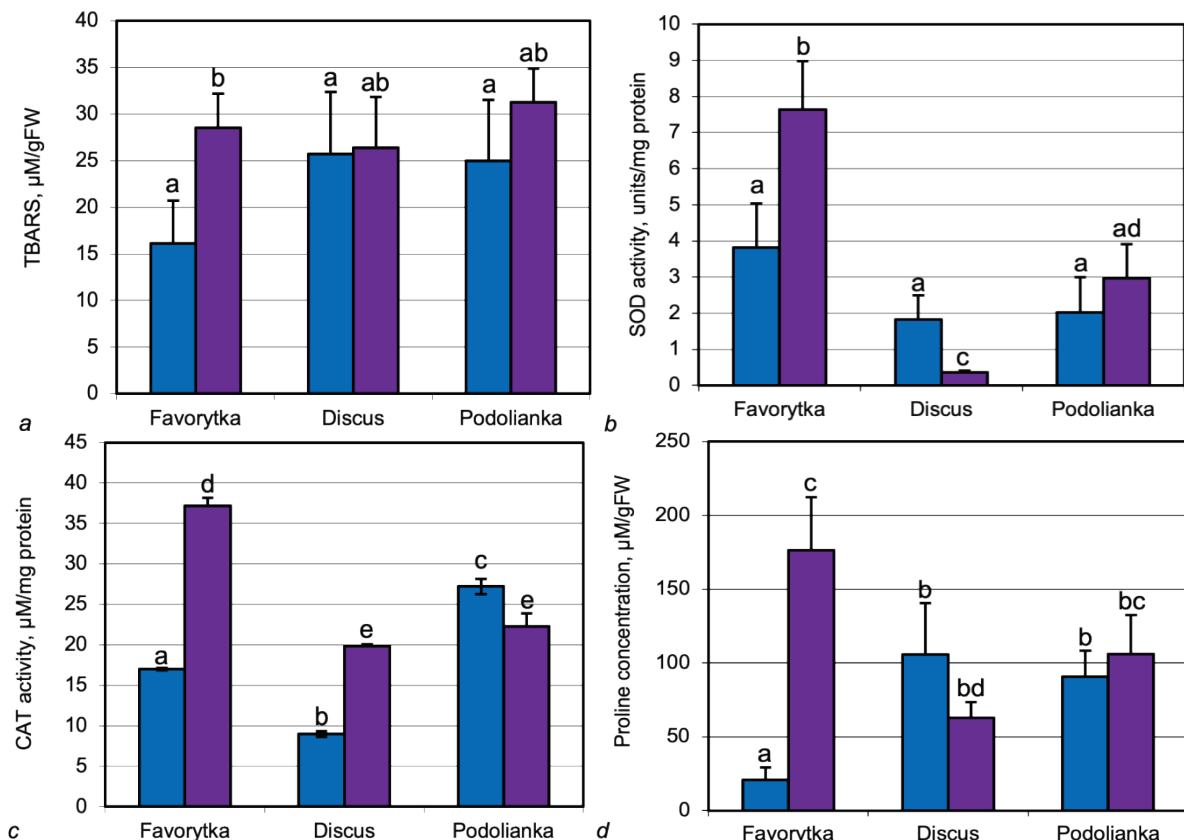 40
35
30
25
20
15
10
5
0
TBARS, µM/gFW
a
b
a
ab
a
ab
Favorytka
Discus
Podolianka
a
10
9
8
7
6
5
4
3
2
1
0
SOD activity, units/mg protein
a
b
a
c
a
ad
Favorytka
Discus
Podolianka
b
45
40
35
30
25
20
15
10
5
0
CAT activity, µM/mg protein
a
d
b
e
c
e
Favorytka
Discus
Podolianka
c
250
200
150
100
50
0
Proline concentration, µM/gFW
a
c
b
bd
b
bc
Favorytka
Discus
Podolianka
d